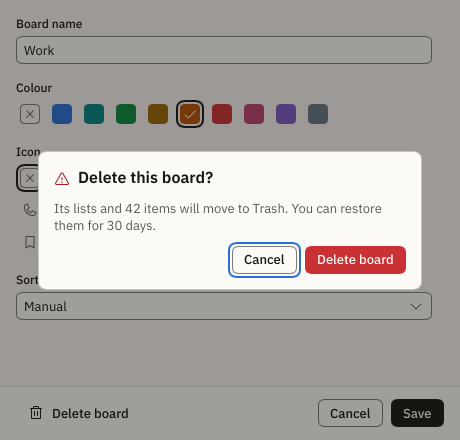 Board name
Work
Colour
Icon
Delete this board?
Its lists and 42 items will move to Trash. You can restore
them for 30 days.
Cancel
Delete board
Sort
Manual
Delete board
Cancel
Save